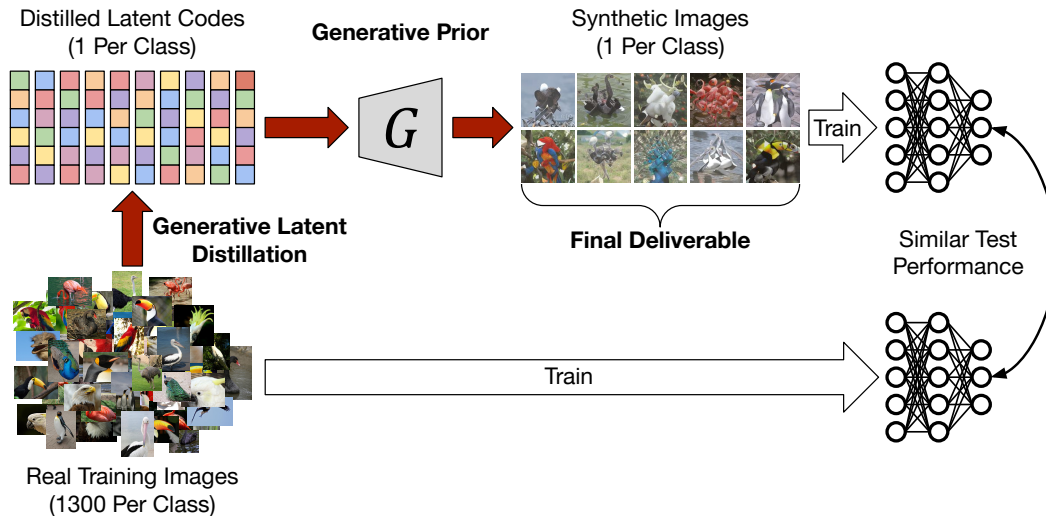 Distilled Latent Codes
(1 Per Class)
Generative Prior
Synthetic Images
(1 Per Class)
G
Train
Generative Latent
Distillation
Final Deliverable
Similar Test
Performance
Train
Real Training Images
(1300 Per Class)